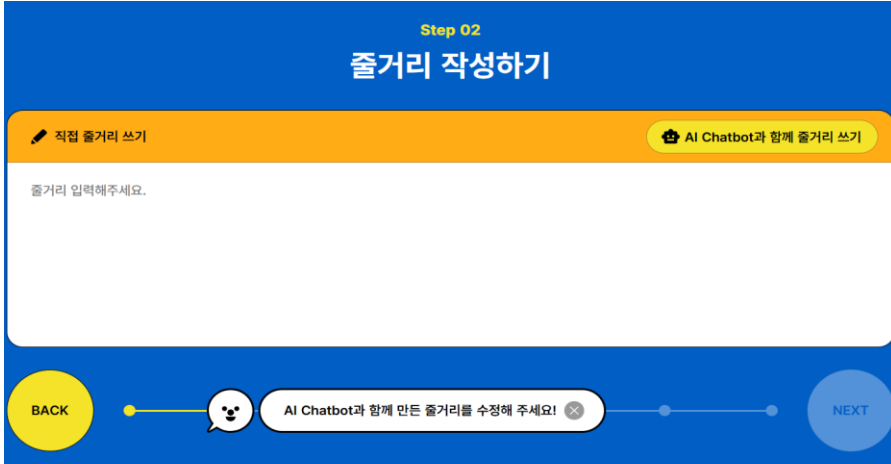 Step 02
줄거리 작성하기
직접 줄거리 쓰기
AI Chatbot과 함께 줄거리 쓰기
줄거리 입력해주세요.
BACK
AI Chatbot과 함께 만든 줄거리를 수정해 주세요!
NEXT